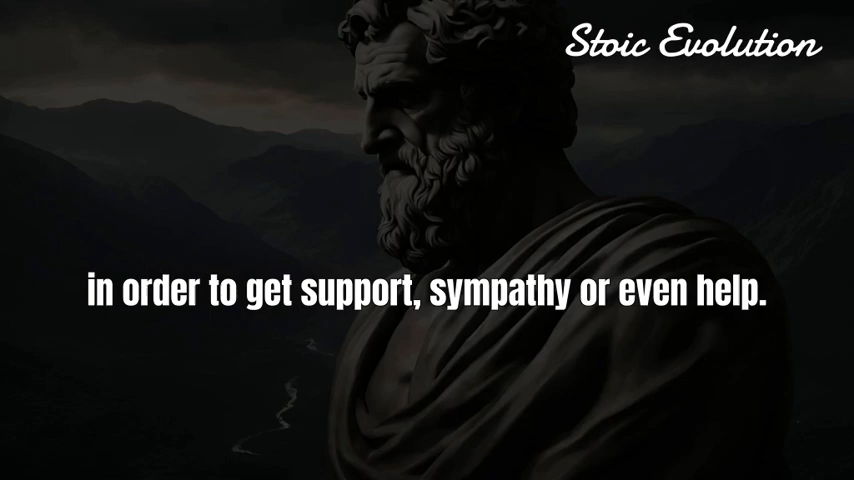 Stoic Evolution
in order to get support, sympathy or even help.